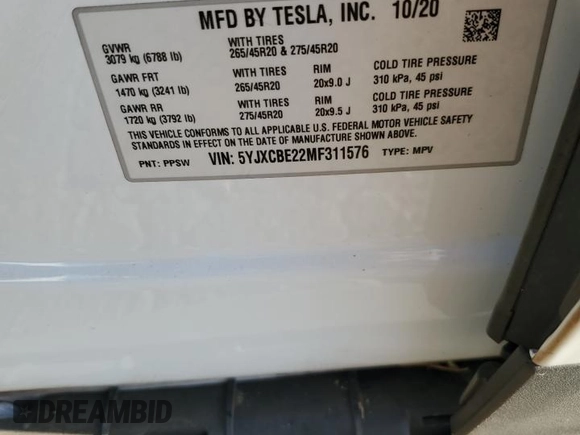 MFD BY TESLA, INC. 10/20
GVWR
3079 kg (6788 lb)
WITH TIRES
265/45R20 & 275/45R20
GAWR FRT
1470 kg (3241 lb)
WITH TIRES
265/45R20
RIM
20x9.0 J
COLD TIRE PRESSURE
310 kPa, 45 psi
GAWR RR
1720 kg (3792 lb)
WITH TIRES
275/45R20
RIM
20x9.5 J
COLD TIRE PRESSURE
310 kPa, 45 psi
THIS VEHICLE CONFORMS TO ALL APPLICABLE U.S. FEDERAL MOTOR VEHICLE SAFETY
STANDARDS IN EFFECT ON THE DATE OF MANUFACTURE SHOWN ABOVE.
PNT: PPSW VIN: 5YJXCBE22MF311576 TYPE: MPV
DREAMBID